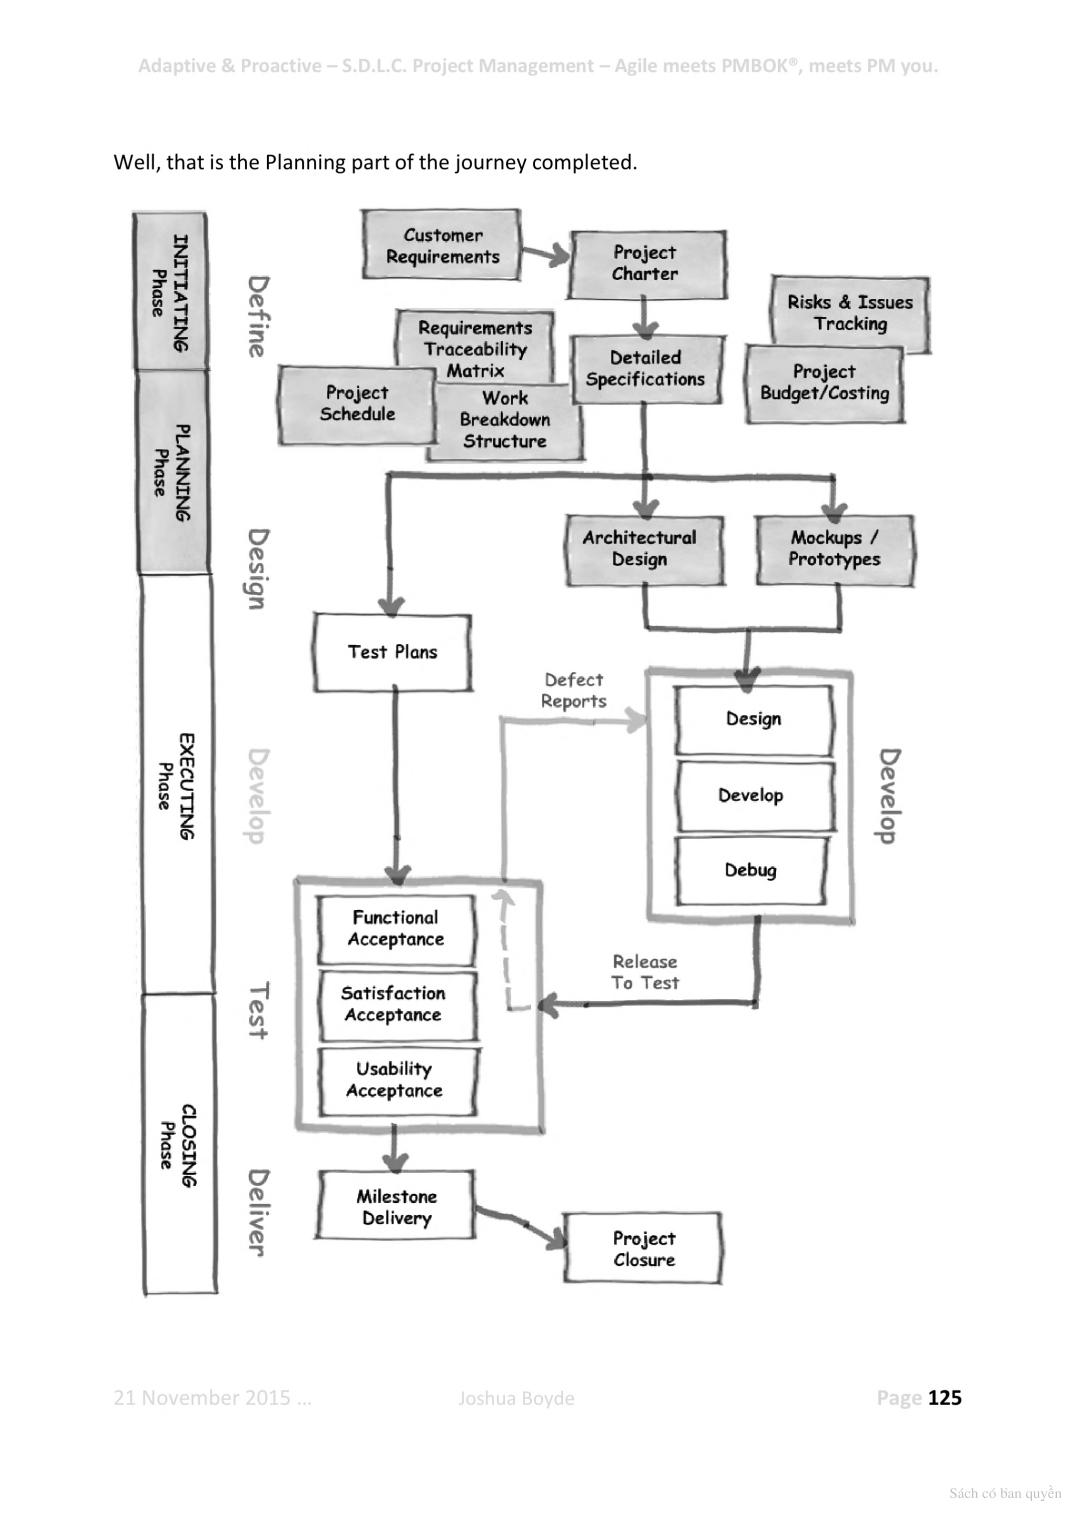 Adaptive & Proactive – S.D.L.C. Project Management – Agile meets PMBOK®, meets PM you.
Well, that is the Planning part of the journey completed.
INITIATING
Phase
PLANNING
Phase
EXECUTING
Phase
CLOSING
Phase
Define
Design
Develop
Test
Deliver
Customer
Requirements
Project
Charter
Risks & Issues
Tracking
Requirements
Traceability
Matrix
Detailed
Specifications
Project
Budget/Costing
Project
Schedule
Work
Breakdown
Structure
Architectural
Design
Mockups /
Prototypes
Test Plans
Defect
Reports
Design
Develop
Debug
Develop
Functional
Acceptance
Satisfaction
Acceptance
Usability
Acceptance
Release
To Test
Milestone
Delivery
Project
Closure
21 November 2015 ... Joshua Boyde Page 125
Sách có bản quyền